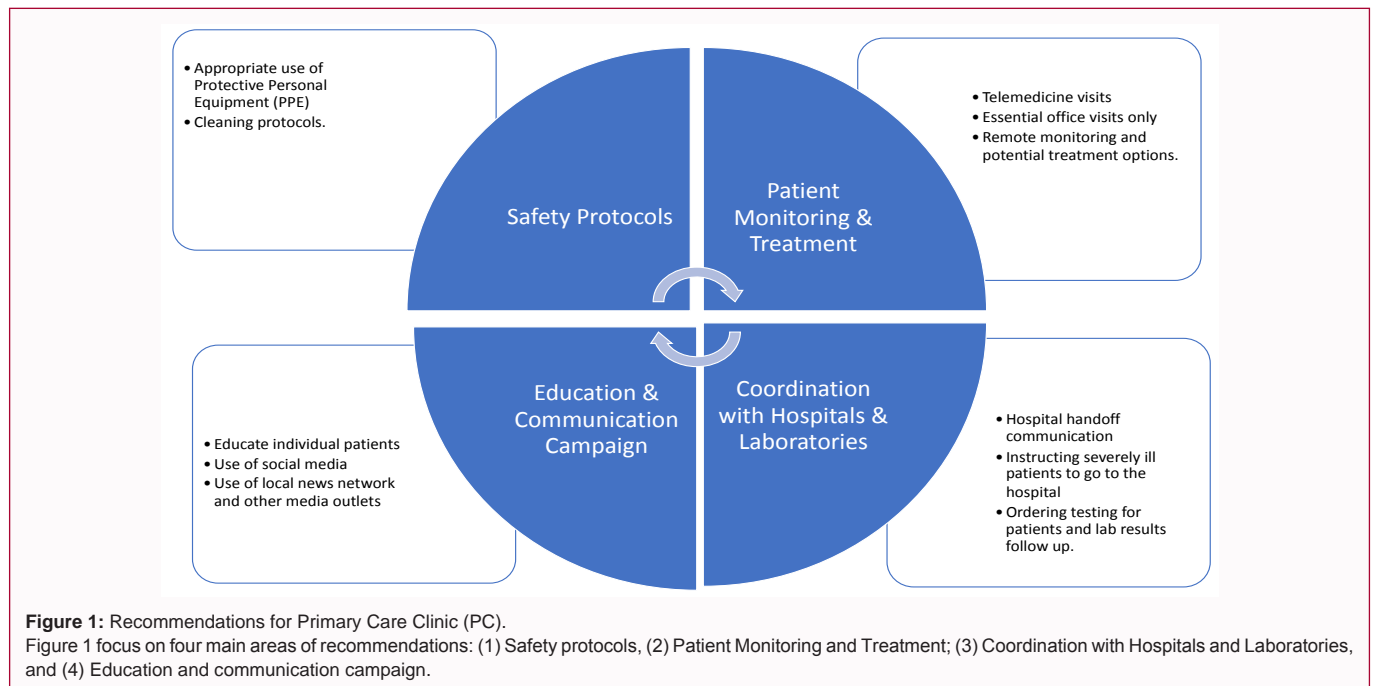 • Appropriate use of
Protective Personal
Equipment (PPE)
• Cleaning protocols.
Safety Protocols
Patient
Monitoring &
Treatment
• Telemedicine visits
• Essential office visits only
• Remote monitoring and
potential treatment options.
• Educate individual patients
• Use of social media
• Use of local news network
and other media outlets
Education &
Communication
Campaign
Coordination
with Hospitals &
Laboratories
• Hospital handoff
communication
• Instructing severely ill
patients to go to the
hospital
• Ordering testing for
patients and lab results
follow up.
Figure 1: Recommendations for Primary Care Clinic (PC).
Figure 1 focus on four main areas of recommendations: (1) Safety protocols, (2) Patient Monitoring and Treatment; (3) Coordination with Hospitals and Laboratories,
and (4) Education and communication campaign.